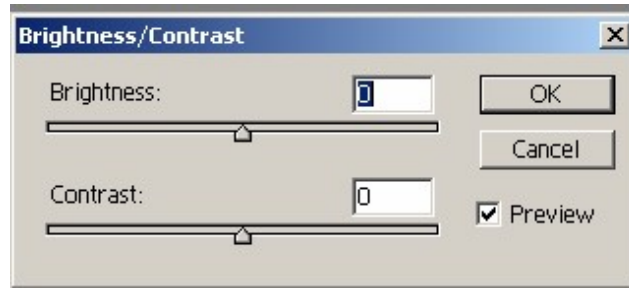 Brightness/Contrast
Brightness: 0
OK
Cancel
Contrast: 0
Preview